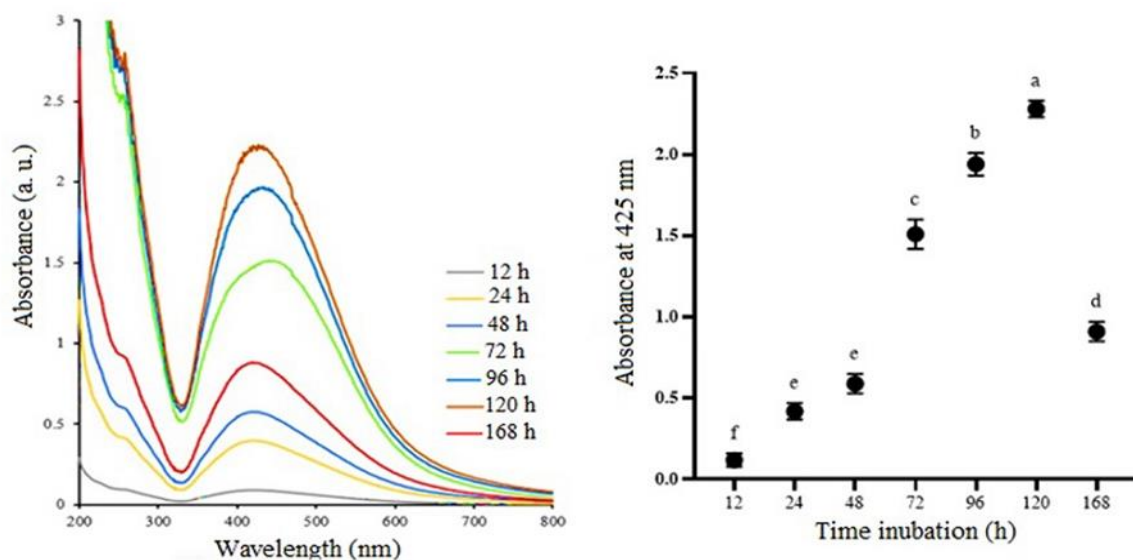 Absorbance (a. u.)
3
2.5
2
1.5
1
0.5
0
200 300 400 500 600 700 800
Wavelength (nm)
12 h
24 h
48 h
72 h
96 h
120 h
168 h
Absorbance at 425 nm
2.5
2.0
1.5
1.0
0.5
0.0
f
e
e
c
b
a
d
12 24 48 72 96 120 168
Time inubation (h)